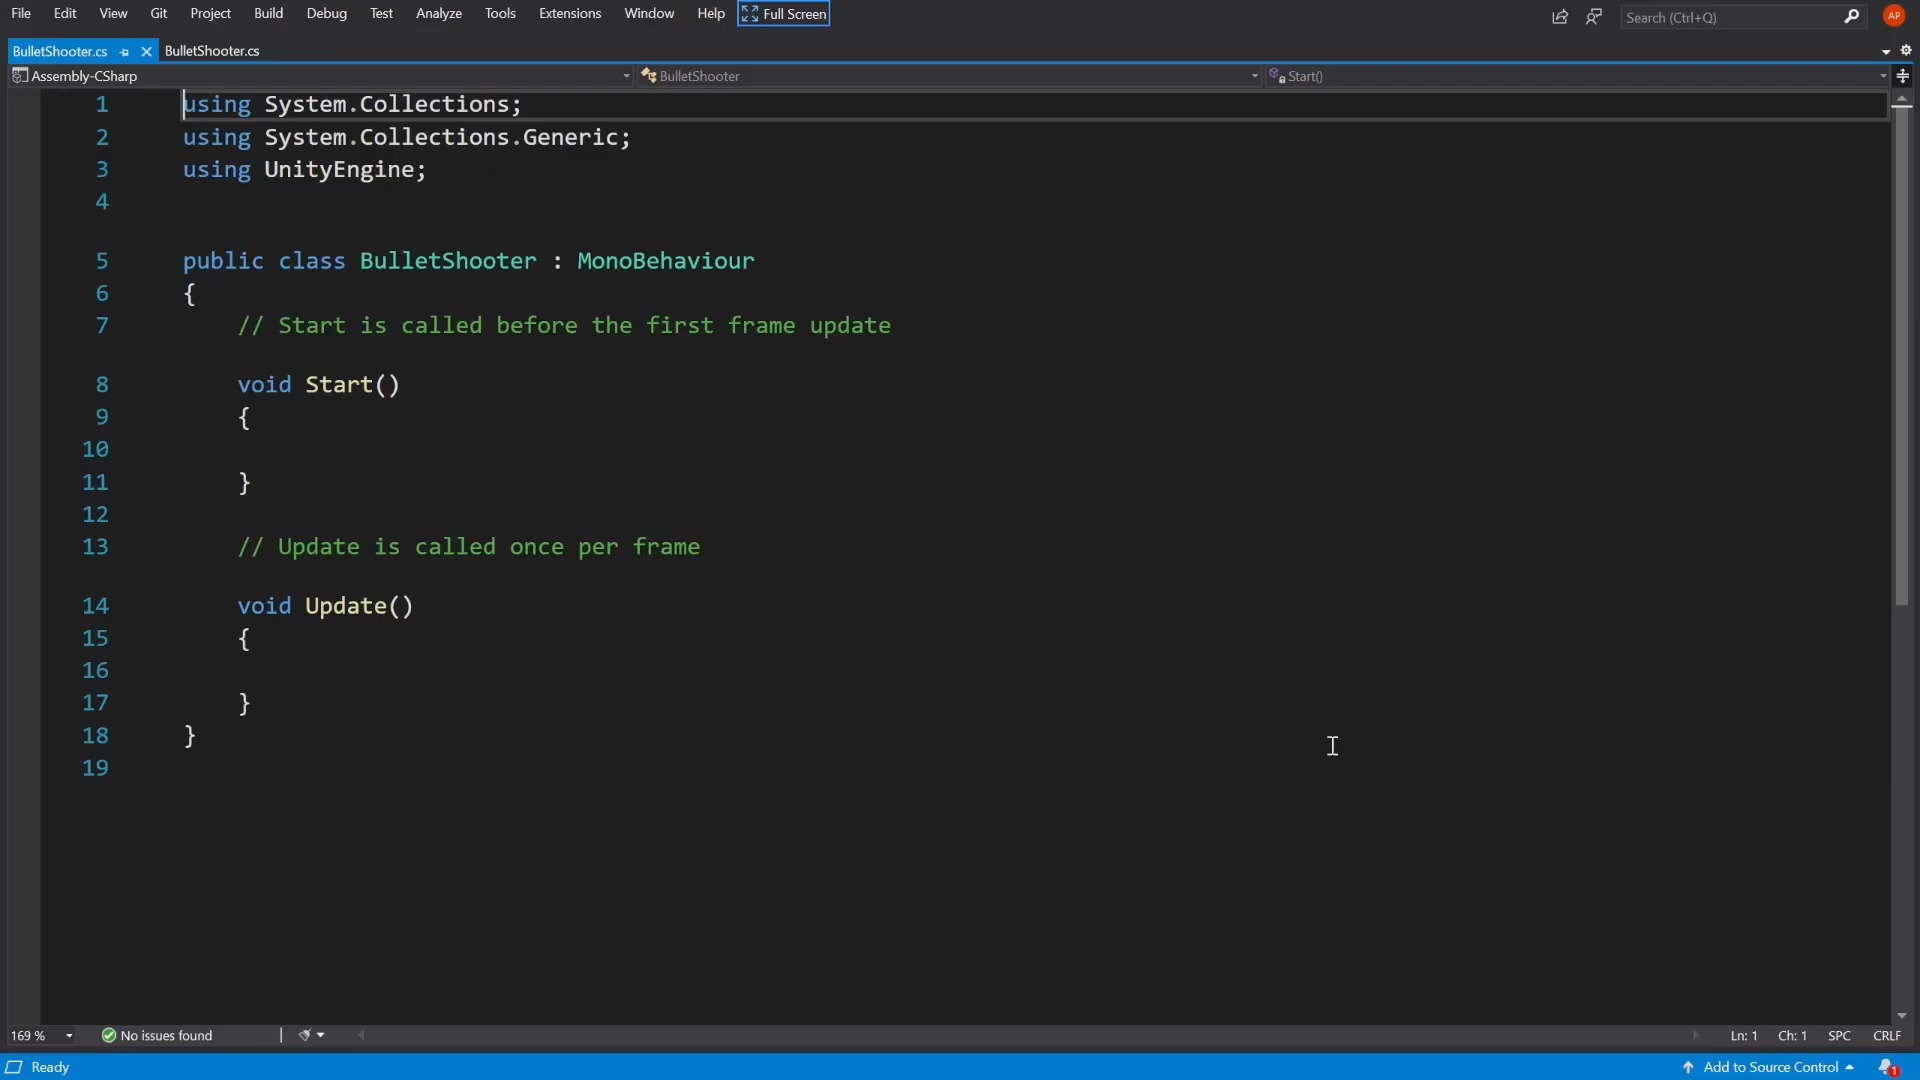 File Edit View Git Project Build Debug Test Analyze Tools Extensions Window Help Full Screen Search (Ctrl+Q) AP
BulletShooter.cs BulletShooter.cs
Assembly-CSharp BulletShooter Start()
1 using System.Collections;
2 using System.Collections.Generic;
3 using UnityEngine;
4
5 public class BulletShooter : MonoBehaviour
6 {
7 // Start is called before the first frame update
8 void Start()
9 {
10
11 }
12
13 // Update is called once per frame
14 void Update()
15 {
16
17 }
18 }
19
169 % No issues found Ln: 1 Ch: 1 SPC CRLF
Ready Add to Source Control 1